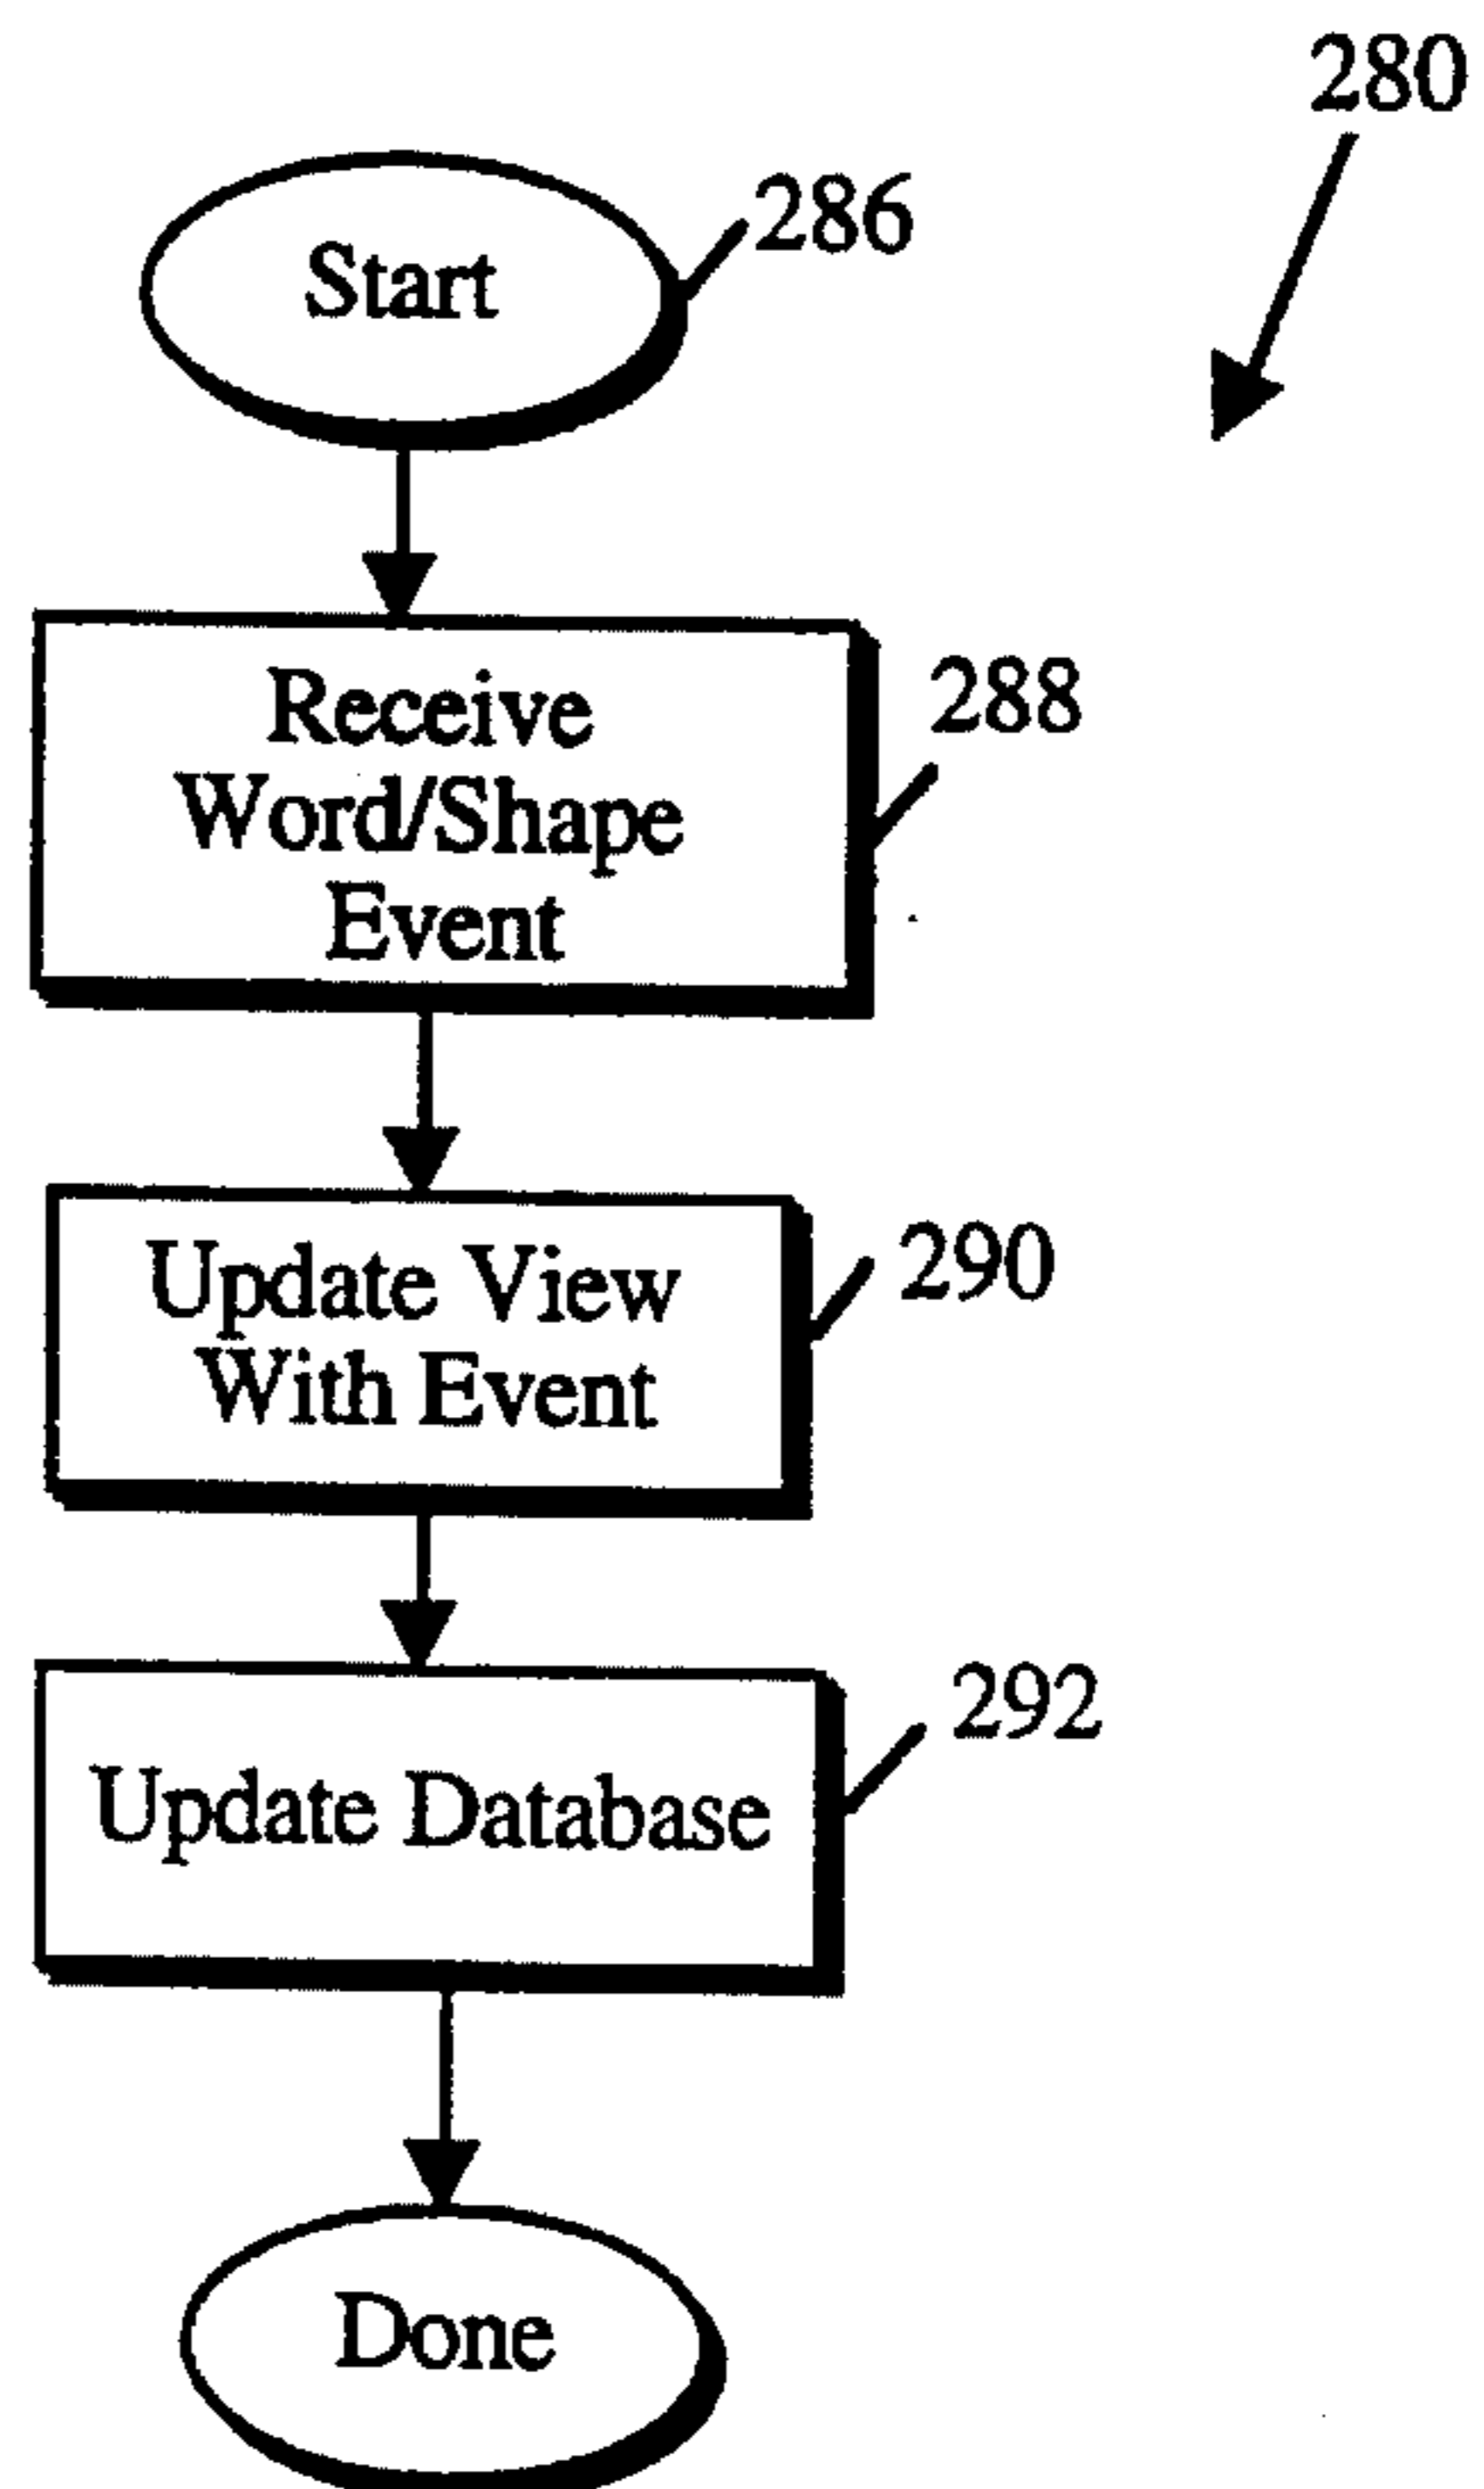 280
Start
286
Receive
Word/Shape
Event
288
Update View
With Event
290
Update Database
292
Done